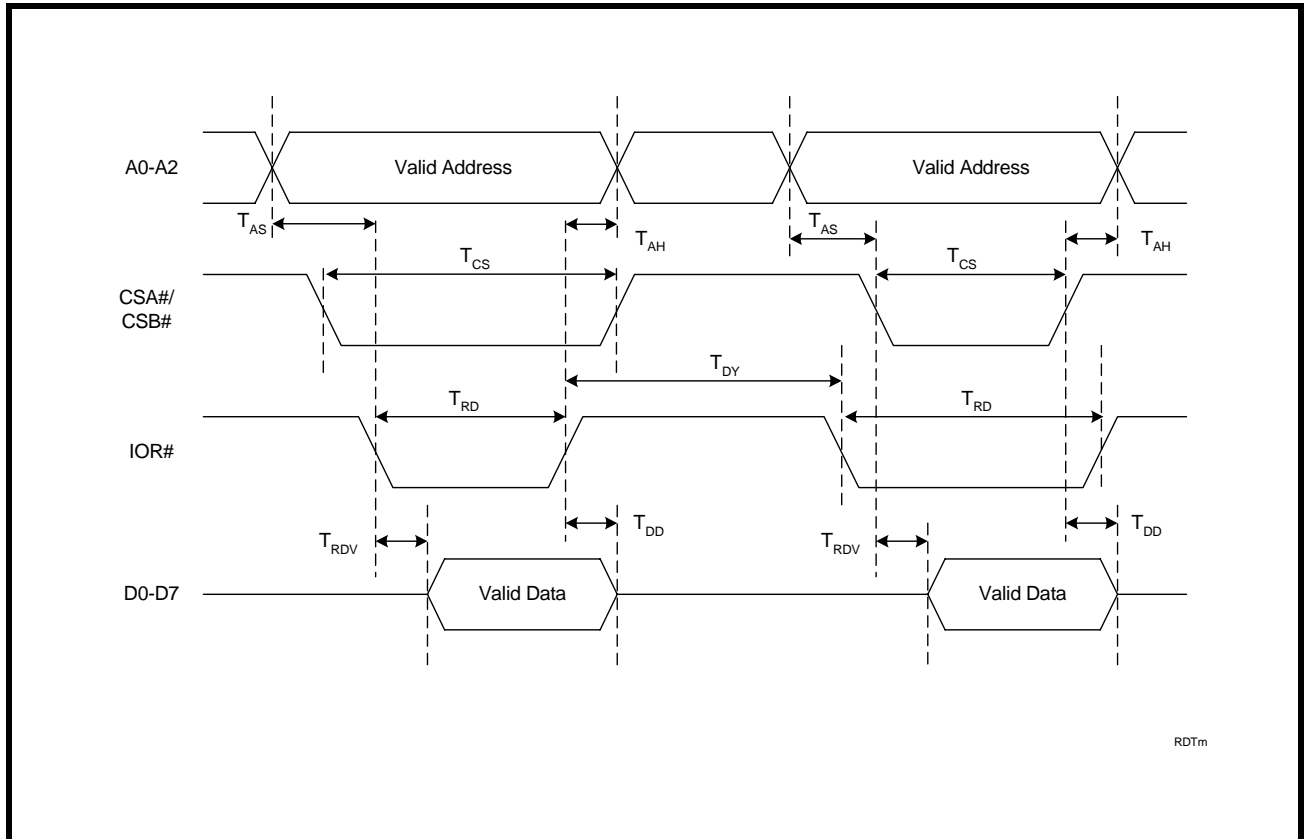 A0-A2
Valid Address
Valid Address
TAS
TAH
TAS
TAH
TCS
TCS
CSA#/
CSB#
TDY
TRD
TRD
IOR#
TRDV
TDD
TRDV
TDD
D0-D7
Valid Data
Valid Data
RDTm